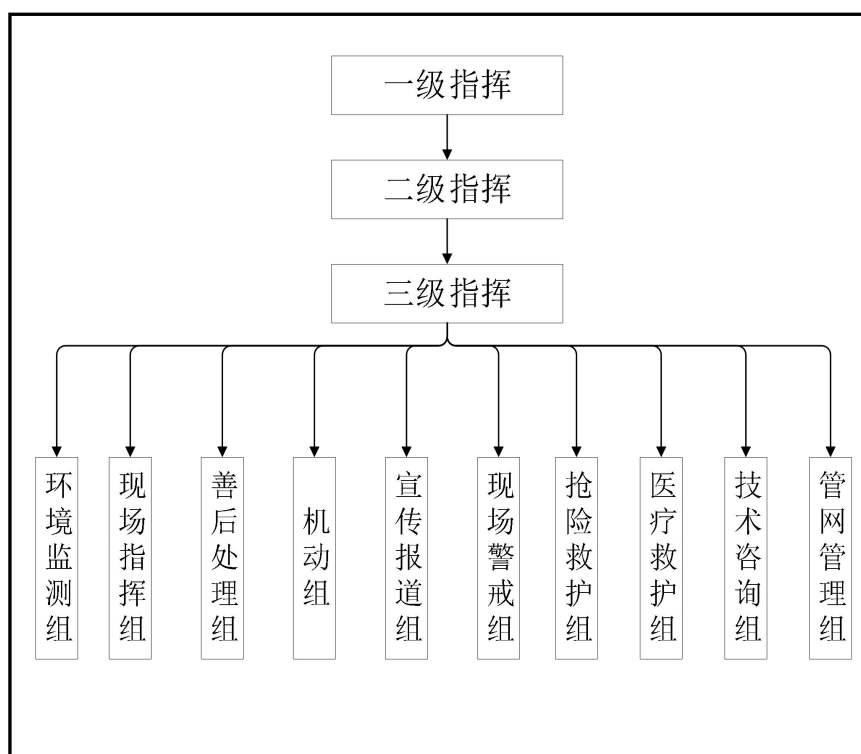 一级指挥
二级指挥
三级指挥
环境监测组
现场指挥组
善后处理组
机动组
宣传报道组
现场警戒组
抢险救护组
医疗救护组
技术咨询组
管网管理组